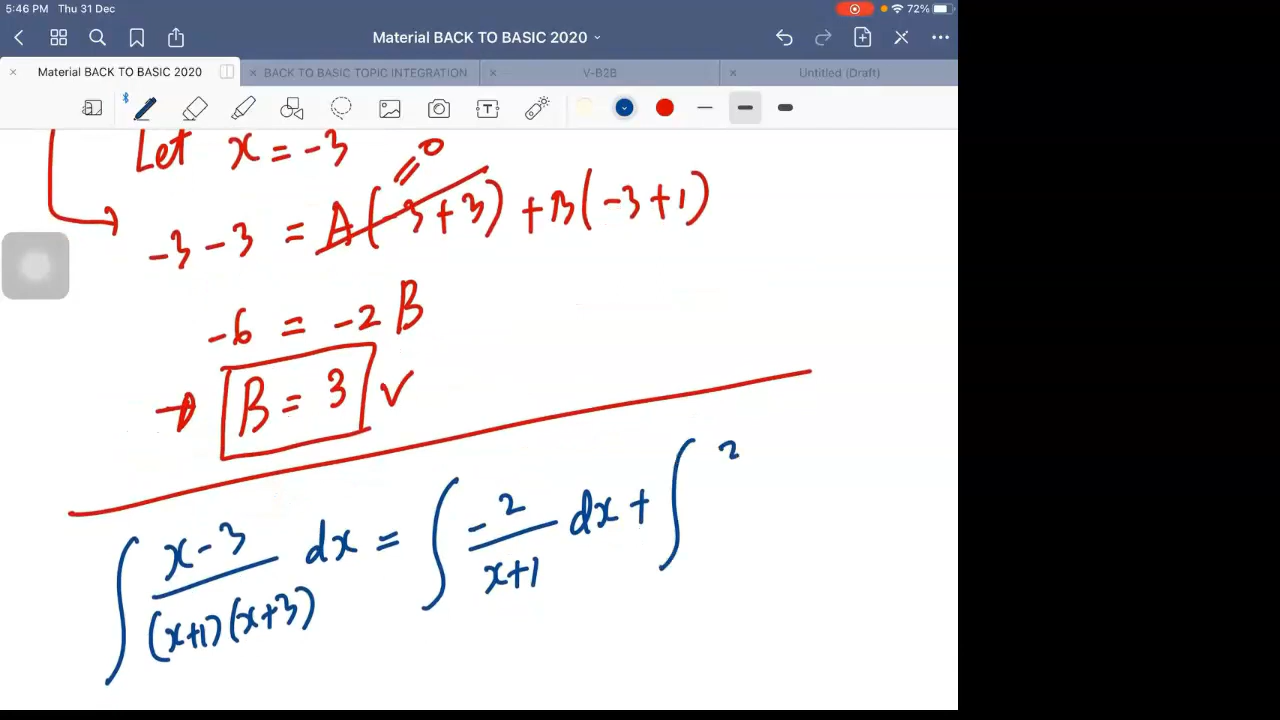 5:46 PM Thu 31 Dec
72%
Material BACK TO BASIC 2020
Material BACK TO BASIC 2020
BACK TO BASIC TOPIC INTEGRATION
V-B2B
Untitled (Draft)
Let x = -3
= 0
-3 - 3 = A(-3+3) + B(-3+1)
-6 = -2B
→ B = 3 ✓
∫ x-3/(x+1)(x+3) dx = ∫ -2/x+1 dx + ∫